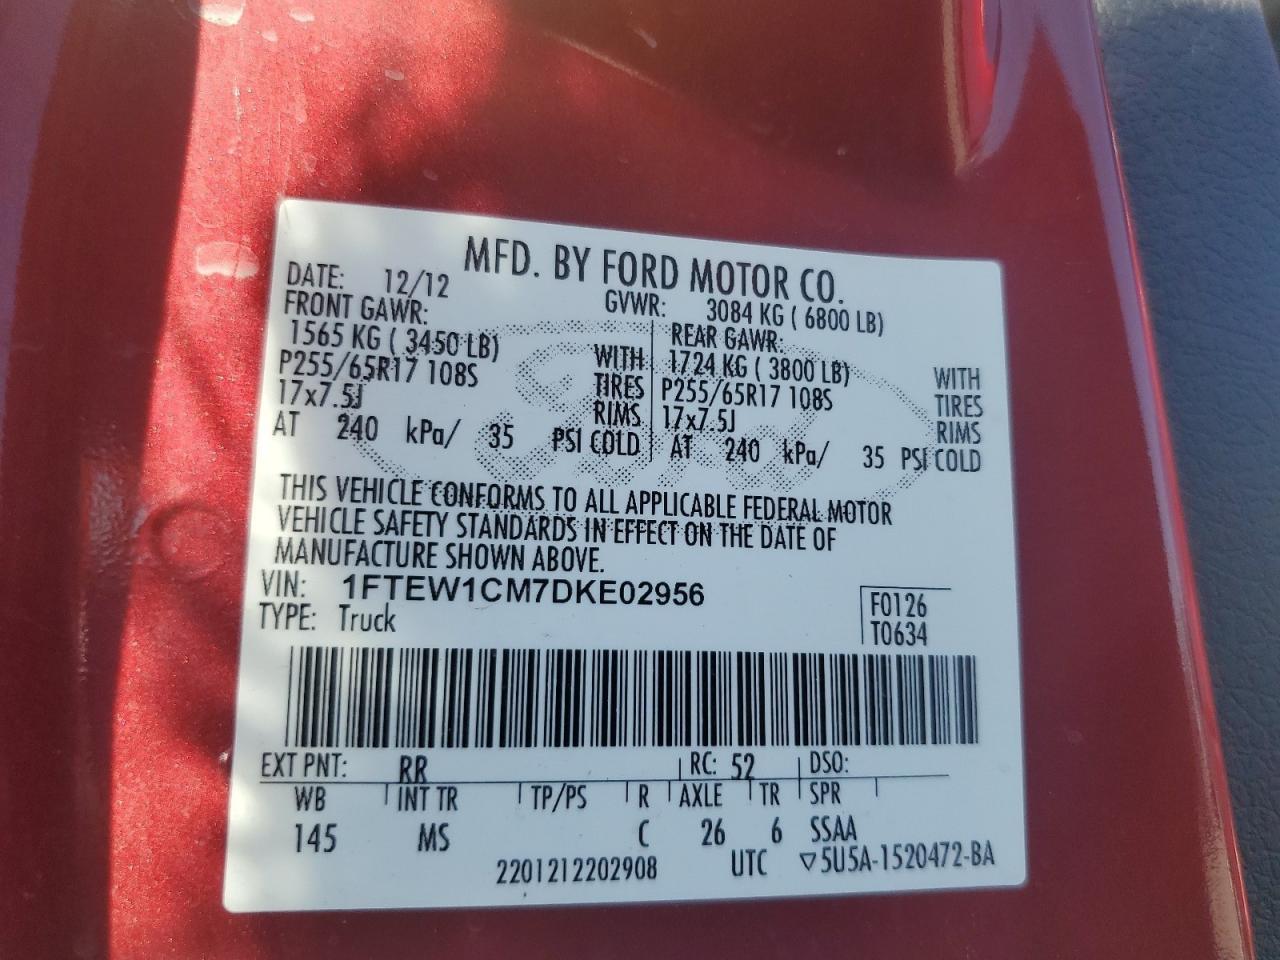 MFD. BY FORD MOTOR CO.
DATE: 12/12 GVWR: 3084 KG ( 6800 LB)
FRONT GAWR: REAR GAWR:
1565 KG ( 3450 LB) WITH 1724 KG ( 3800 LB) WITH
P255/65R17 108S TIRES P255/65R17 108S TIRES
17x7.5J RIMS 17x7.5J RIMS
AT 240 kPa/ 35 PSI COLD AT 240 kPa/ 35 PSI COLD
THIS VEHICLE CONFORMS TO ALL APPLICABLE FEDERAL MOTOR
VEHICLE SAFETY STANDARDS IN EFFECT ON THE DATE OF
MANUFACTURE SHOWN ABOVE.
VIN: 1FTEW1CM7DKE02956 F0126
TYPE: Truck T0634
EXT PNT: RR RC: 52 DSO:
WB INT TR TP/PS R AXLE TR SPR
145 MS C 26 6 SSAA
2201212202908 UTC ▽5U5A-1520472-BA